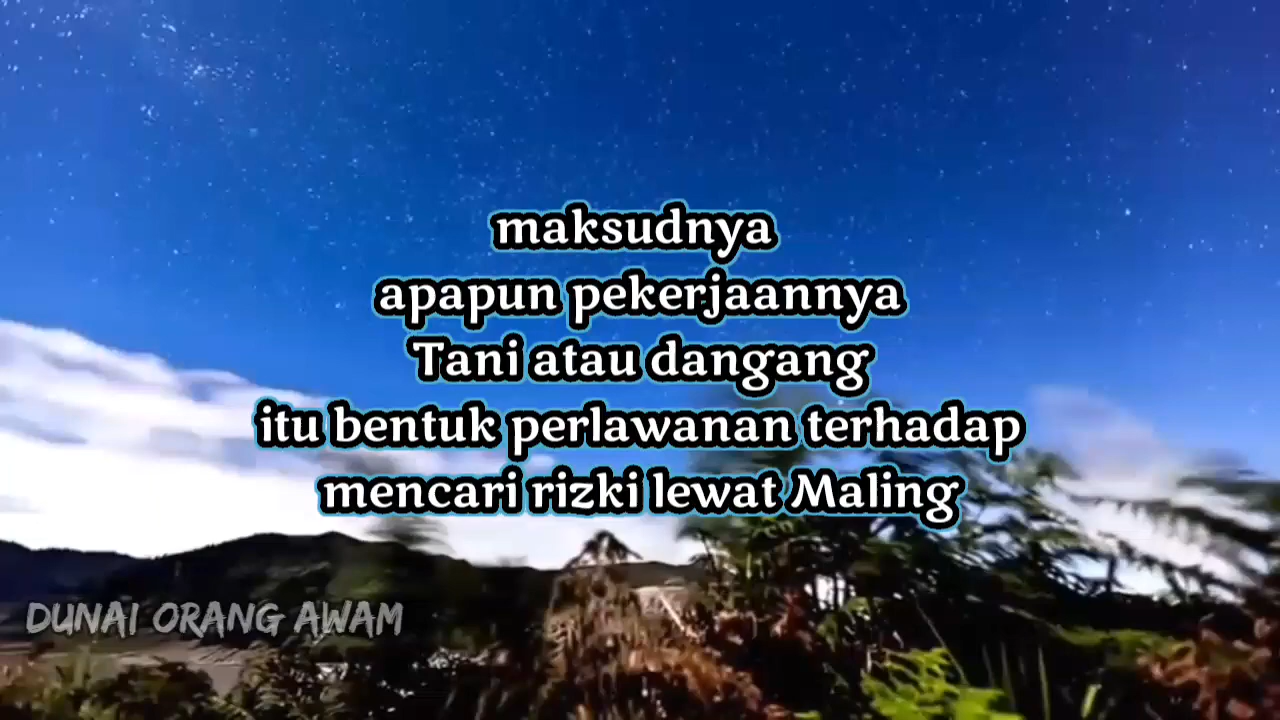 maksudnya
apapun pekerjaannya
Tani atau dangang
itu bentuk perlawanan terhadap
mencari rizki lewat Maling
DUNAI ORANG AWAM